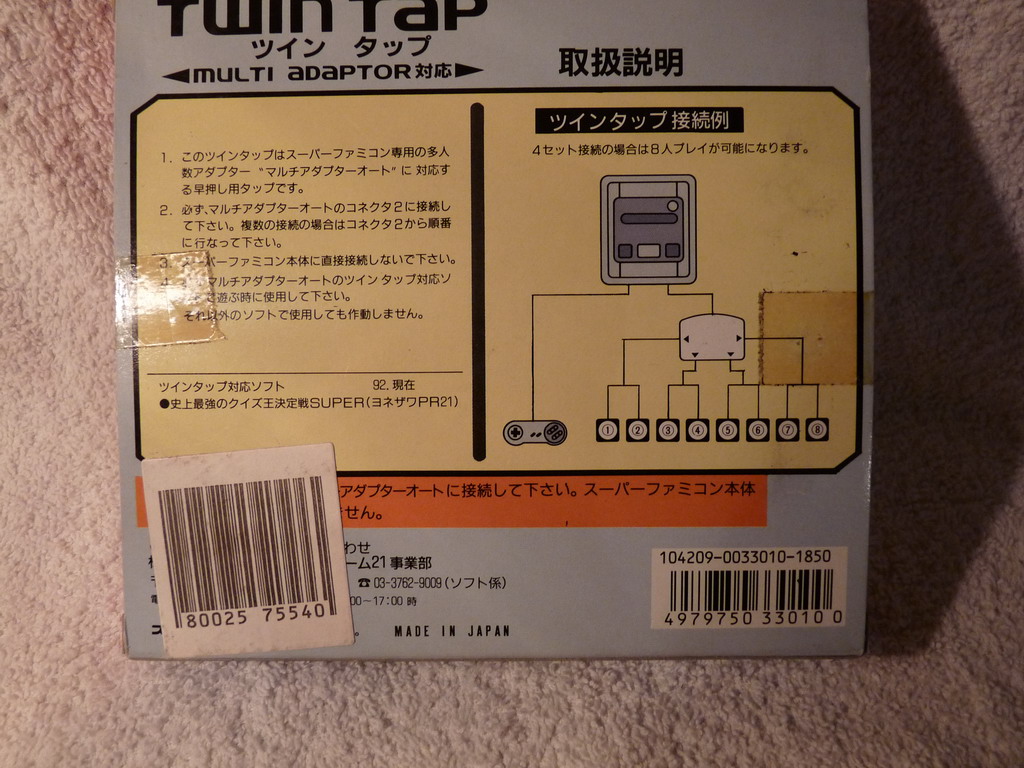 TWIN TAP
ツイン タップ
◀MULTI ADAPTOR対応▶
取扱説明
1. このツインタップはスーパーファミコン専用の多人
数アダプター “マルチアダプターオート”に 対応す
る早押し用タップです。
2. 必ず、マルチアダプターオートのコネクタ2に接続し
て下さい。複数の接続の場合はコネクタ2から順番
に行なって下さい。
3. スーパーファミコン本体に直接接続しないで下さい。
マルチアダプターオートのツインタップ対応ソ
で遊ぶ時に使用して下さい。
それ以外のソフトで使用しても作動しません。
ツインタップ対応ソフト 92. 現在
●史上最強のクイズ王決定戦SUPER(ヨネザワPR21)
ツインタップ接続例
4セット接続の場合は8人プレイが可能になります。
① ② ③ ④ ⑤ ⑥ ⑦ ⑧
アダプターオートに接続して下さい。スーパーファミコン本体
せん。
わせ
ーム21事業部
☎03-3762-9009(ソフト係)
00〜17:00 時
MADE IN JAPAN
80025 75540
104209-0033010-1850
4979750 33010 0